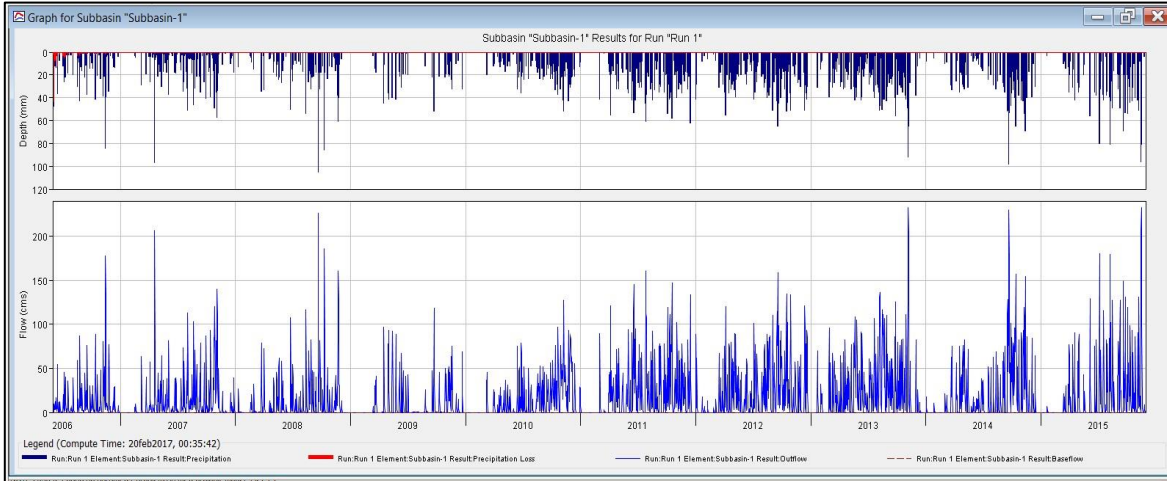 Graph for Subbasin "Subbasin-1"
Subbasin "Subbasin-1" Results for Run "Run 1"
0
20
40
60
80
100
120
Depth (mm)
200
150
100
50
0
Flow (cms)
2006 2007 2008 2009 2010 2011 2012 2013 2014 2015
Legend (Compute Time: 20feb2017, 00:35:42)
Run:Run 1 Element:Subbasin-1 Result:Precipitation Run:Run 1 Element:Subbasin-1 Result:Precipitation Loss Run:Run 1 Element:Subbasin-1 Result:Outflow Run:Run 1 Element:Subbasin-1 Result:Baseflow